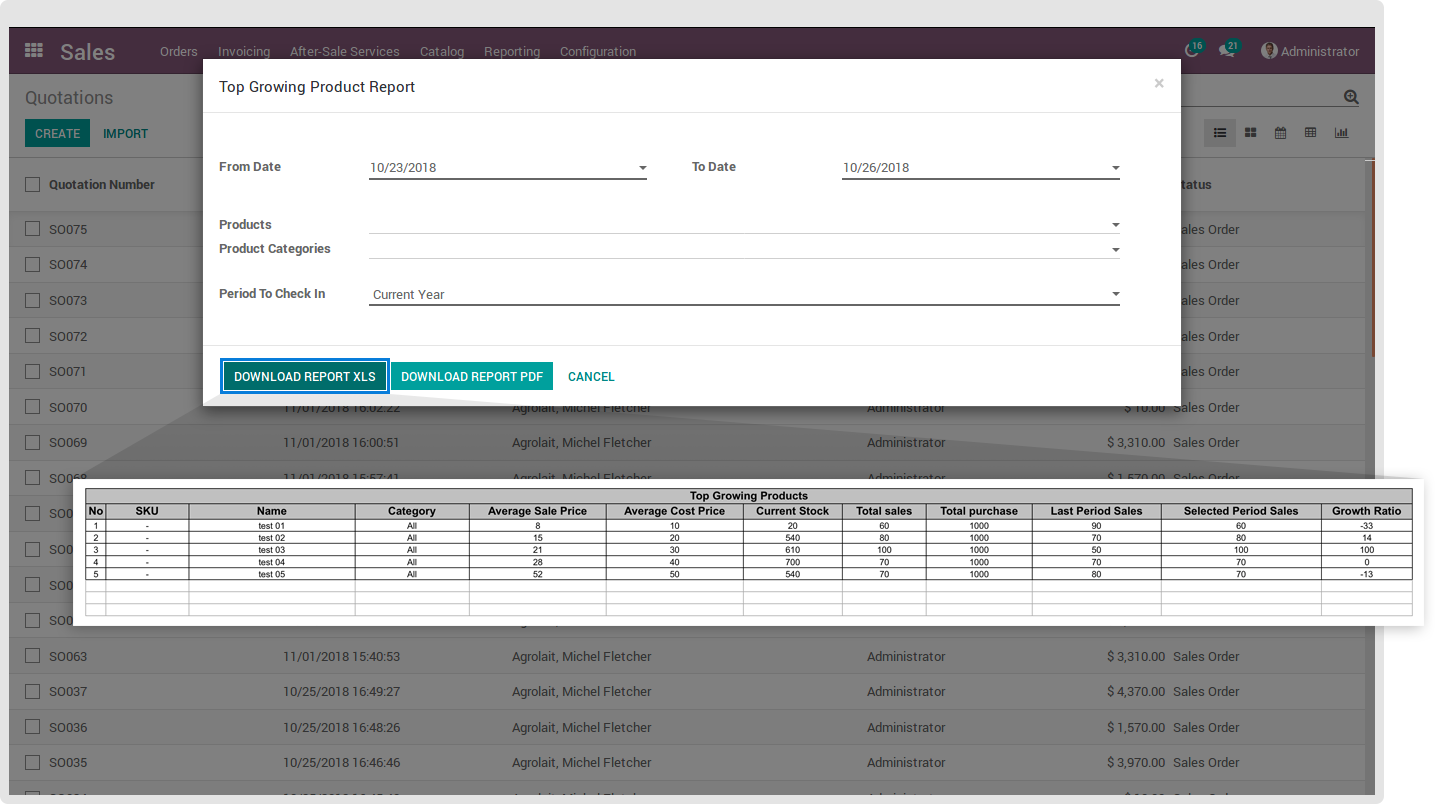 Sales Orders Invoicing After-Sale Services Catalog Reporting Configuration 16 21 Administrator
Quotations
CREATE IMPORT
Top Growing Product Report ×
From Date 10/23/2018 To Date 10/26/2018
Products
Product Categories
Period To Check In Current Year
DOWNLOAD REPORT XLS DOWNLOAD REPORT PDF CANCEL
Quotation Number tatus
SO075 ales Order
SO074 ales Order
SO073 ales Order
SO072 ales Order
SO071 ales Order
SO070 11/01/2018 16:02:22 Agrolait, Michel Fletcher Administrator $ 10.00 Sales Order
SO069 11/01/2018 16:00:51 Agrolait, Michel Fletcher Administrator $ 3,310.00 Sales Order
SO068 11/01/2018 15:57:41 Agrolait, Michel Fletcher Administrator $ 1,570.00 Sales Order
Top Growing Products
No SKU Name Category Average Sale Price Average Cost Price Current Stock Total sales Total purchase Last Period Sales Selected Period Sales Growth Ratio
1 - test 01 All 8 10 20 60 1000 90 60 -33
2 - test 02 All 15 20 540 80 1000 70 80 14
3 - test 03 All 21 30 610 100 1000 50 100 100
4 - test 04 All 28 40 700 70 1000 70 70 0
5 - test 05 All 52 50 540 70 1000 80 70 -13
SO0
SO0
SO0
SO0
SO063 11/01/2018 15:40:53 Agrolait, Michel Fletcher Administrator $ 3,310.00 Sales Order
SO037 10/25/2018 16:49:27 Agrolait, Michel Fletcher Administrator $ 4,370.00 Sales Order
SO036 10/25/2018 16:48:26 Agrolait, Michel Fletcher Administrator $ 1,570.00 Sales Order
SO035 10/25/2018 16:46:46 Agrolait, Michel Fletcher Administrator $ 3,970.00 Sales Order